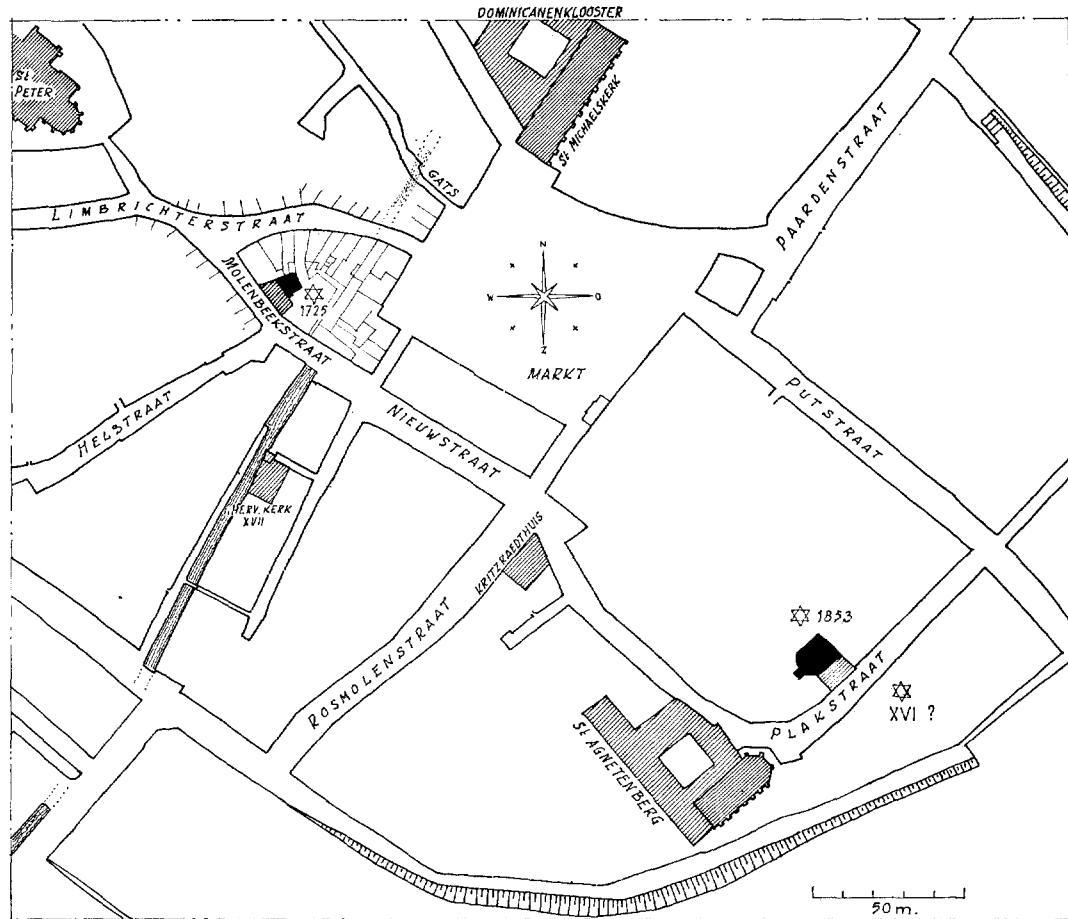 DOMINICANENKLOOSTER
St
PETER
St MICHAELSKERK
PAARDENSTRAAT
GATS
LIMBRICHTERSTRAAT
MOLENBEEKSTRAAT
1725
N
W O
Z
MARKT
HELSTRAAT
NIEUWSTRAAT
PUTSTRAAT
HERV. KERK
XVII
KRITZRAEDTHUIS
ROSMOLENSTRAAT
1853
PLAKSTRAAT
XVI ?
St AGNETENBERG
50 m.